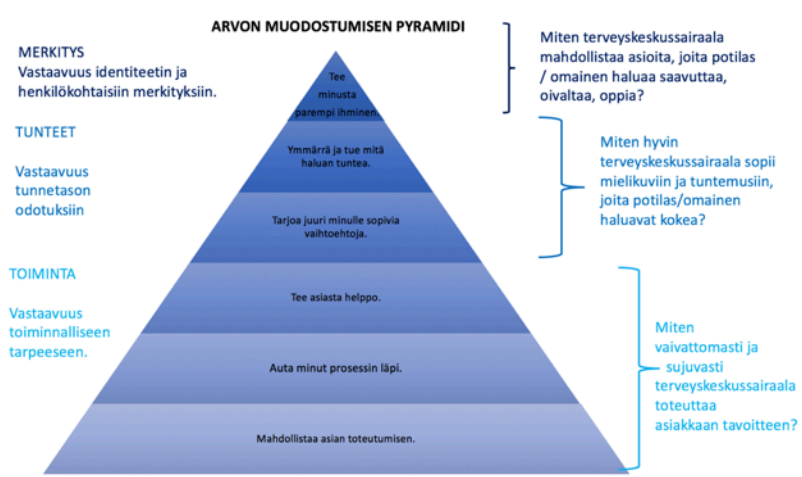 ARVON MUODOSTUMISEN PYRAMIDI
MERKITYS
Vastaavuus identiteetin ja
henkilökohtaisiin merkityksiin.
Tee
minusta
parempi ihminen.
Miten terveyskeskussairaala
mahdollistaa asioita, joita potilas
/ omainen haluaa saavuttaa,
oivaltaa, oppia?
TUNTEET
Vastaavuus
tunnetason
odotuksiin
Ymmärrä ja tue mitä
haluan tuntea.
Tarjoa juuri minulle sopivia
vaihtoehtoja.
Miten hyvin
terveyskeskussairaala sopii
mielikuviin ja tuntemusiin,
joita potilas/omainen
haluavat kokea?
TOIMINTA
Vastaavuus
toiminnalliseen
tarpeeseen.
Tee asiasta helppo.
Auta minut prosessin läpi.
Mahdollistaa asian toteutumisen.
Miten
vaivattomasti ja
sujuvasti
terveyskeskussairaala
toteuttaa
asiakkaan tavoitteen?